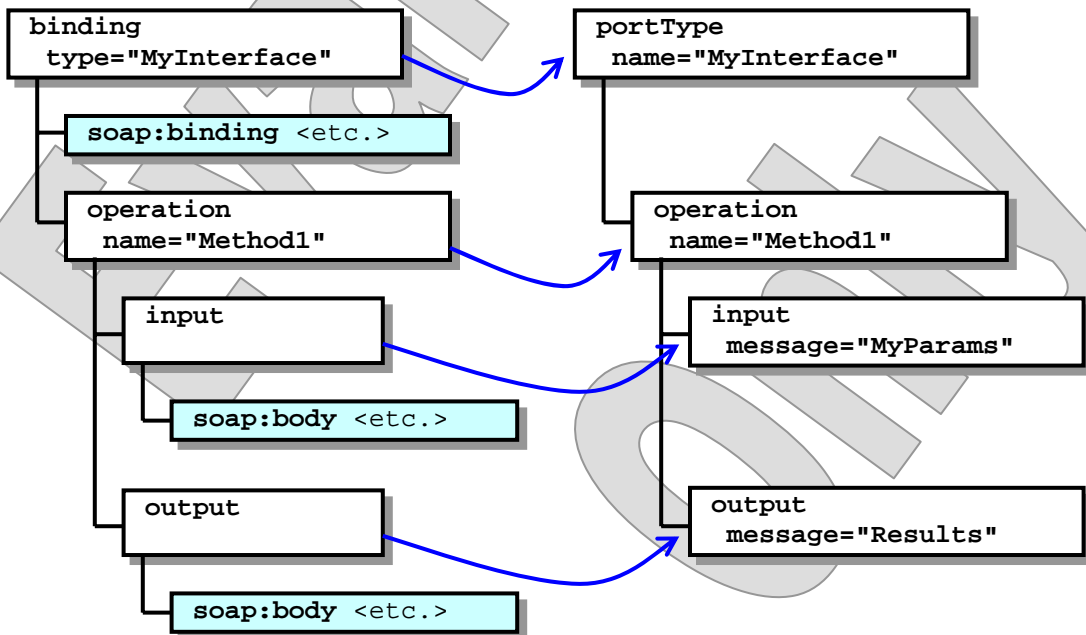 binding
type="MyInterface"
soap:binding <etc.>
operation
name="Method1"
input
soap:body <etc.>
output
soap:body <etc.>
portType
name="MyInterface"
operation
name="Method1"
input
message="MyParams"
output
message="Results"
Only